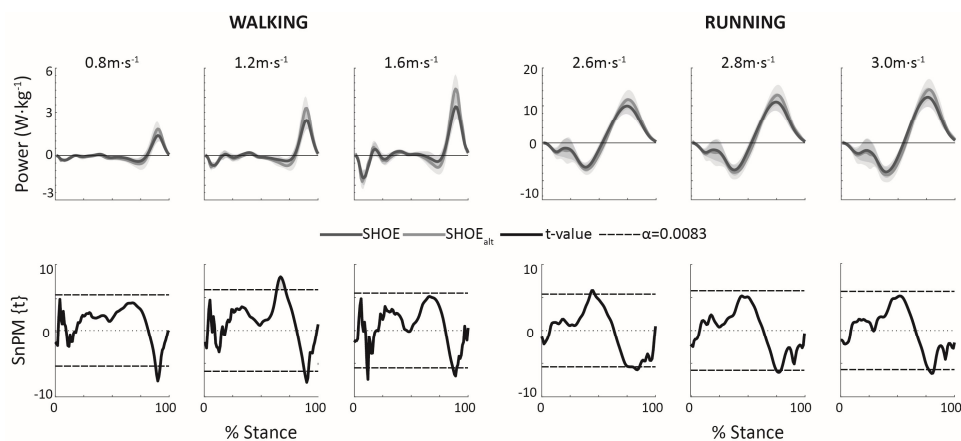 WALKING RUNNING
0.8m·s⁻¹ 1.2m·s⁻¹ 1.6m·s⁻¹ 2.6m·s⁻¹ 2.8m·s⁻¹ 3.0m·s⁻¹
Power (W·kg⁻¹)
6
3
0
-3
20
10
0
-10
SHOE SHOEalt t-value α=0.0083
SnPM {t}
10
0
-10
10
0
-10
0 100 0 100 0 100 0 100 0 100 0 100
% Stance % Stance